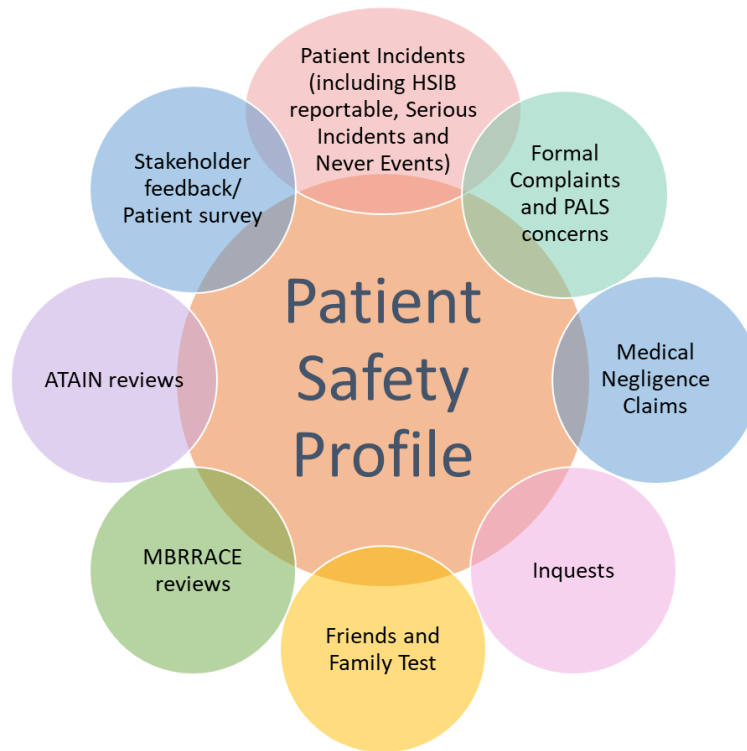 Patient Incidents
(including HSIB
reportable, Serious
Incidents and
Never Events)
Formal
Complaints
and PALS
concerns
Medical
Negligence
Claims
Inquests
Friends and
Family Test
MBRRACE
reviews
ATAIN reviews
Stakeholder
feedback/
Patient survey
Patient
Safety
Profile